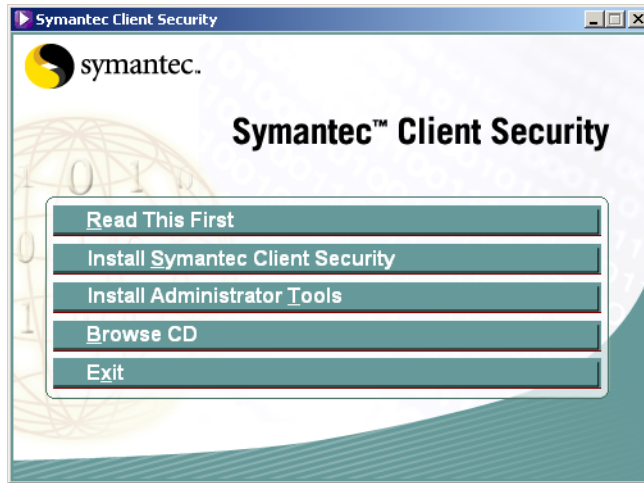 Symantec Client Security
symantec™
Symantec™ Client Security
Read This First
Install Symantec Client Security
Install Administrator Tools
Browse CD
Exit